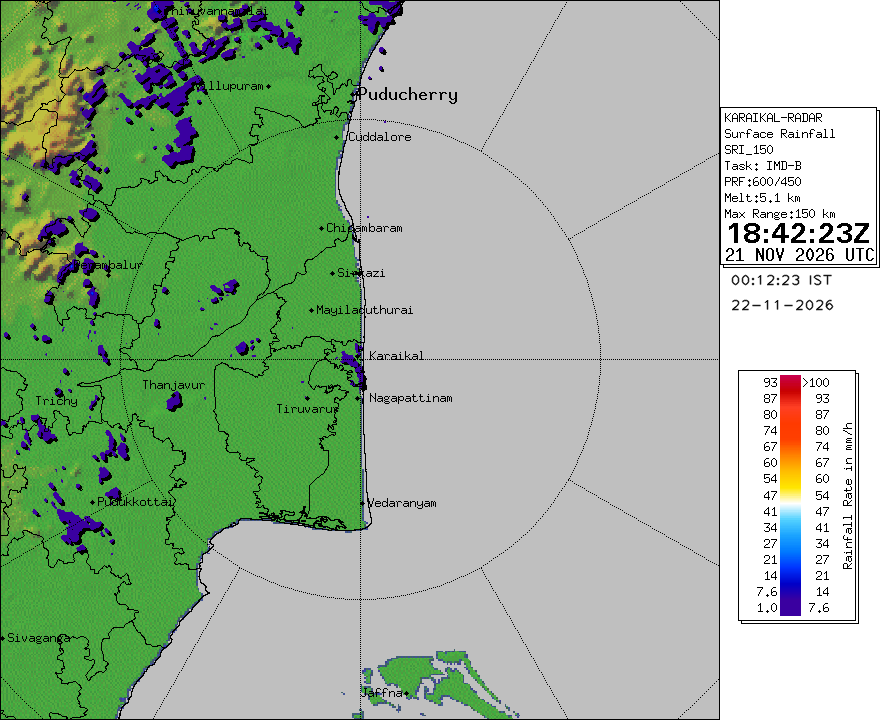 Thiruvannamalai
Villupuram
Puducherry
Cuddalore
Chidambaram
Perambalur
Sirkazi
Mayiladuthurai
Karaikal
Thanjavur
Nagapattinam
Trichy
Tiruvarur
Pudukkottai
Vedaranyam
Sivaganga
Jaffna
KARAIKAL-RADAR
Surface Rainfall
SRI_150
Task: IMD-B
PRF:600/450
Melt:5.1 km
Max Range:150 km
18:42:23Z
21 NOV 2026 UTC
00:12:23 IST
22-11-2026
93 >100
87 93
80 87
74 80
67 74
60 67
54 60
47 54
41 47
34 41
27 34
21 27
14 21
7.6 14
1.0 7.6
Rainfall Rate in mm/h